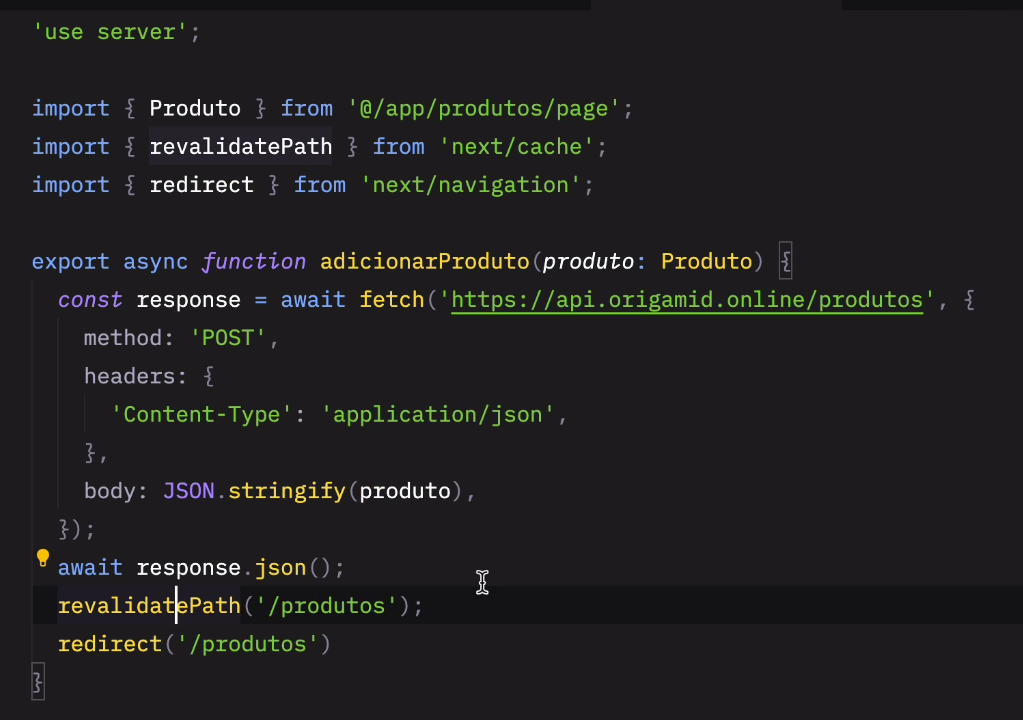 'use server';
import { Produto } from '@/app/produtos/page';
import { revalidatePath } from 'next/cache';
import { redirect } from 'next/navigation';
export async function adicionarProduto(produto: Produto) {
const response = await fetch('https://api.origamid.online/produtos', {
method: 'POST',
headers: {
'Content-Type': 'application/json',
},
body: JSON.stringify(produto),
});
await response.json();
revalidatePath('/produtos');
redirect('/produtos')
}